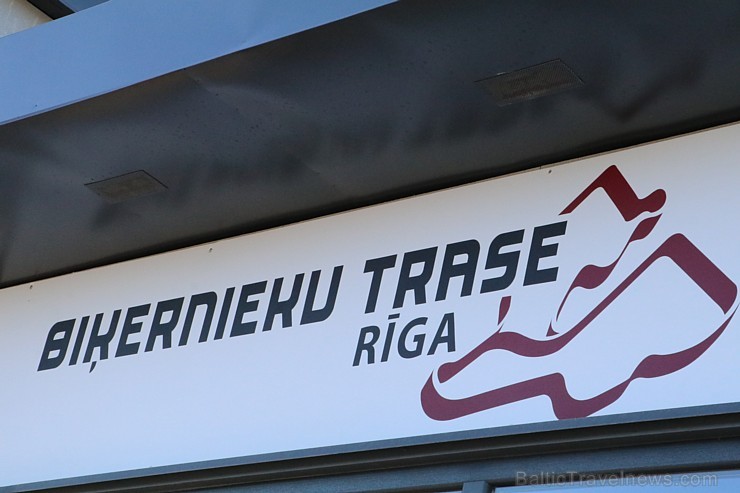 BIĶERNIEKU TRASE
RĪGA
BalticTravelnews.com